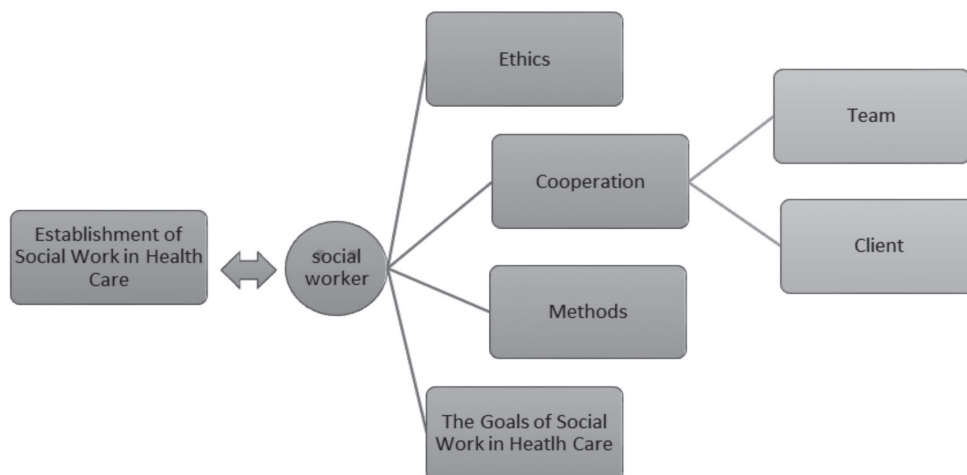 Ethics
Team
Cooperation
Client
Establishment of
Social Work in Health
Care
social
worker
Methods
The Goals of Social
Work in Heatlh Care